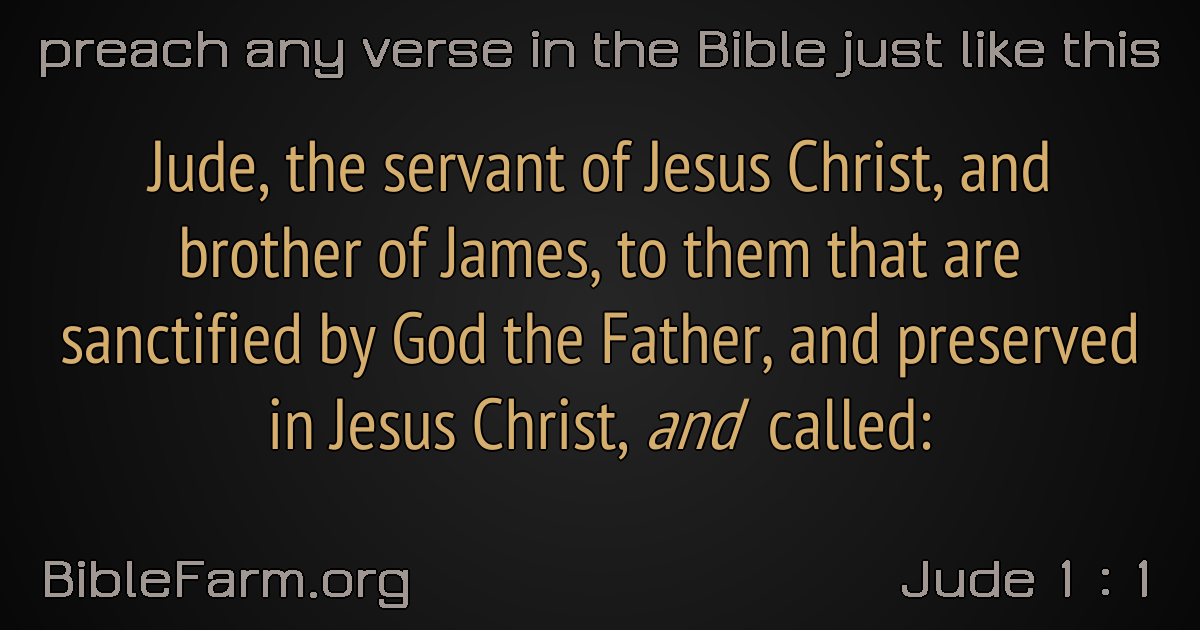 preach any verse in the Bible just like this
Jude, the servant of Jesus Christ, and
brother of James, to them that are
sanctified by God the Father, and preserved
in Jesus Christ, and called:
BibleFarm.org
Jude 1 : 1